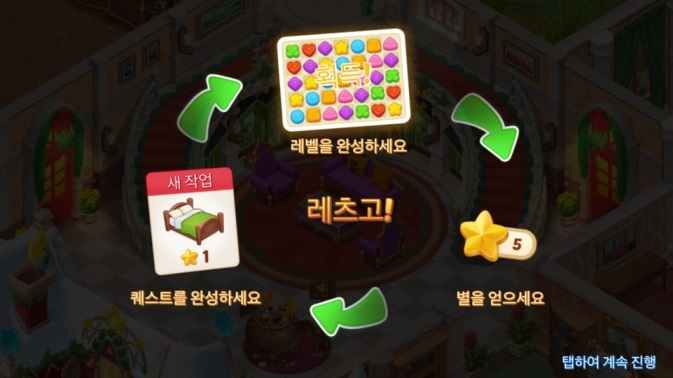 획득!
레벨을 완성하세요
새 작업
1
레츠고!
5
퀘스트를 완성하세요
별을 얻으세요
탭하여 계속 진행